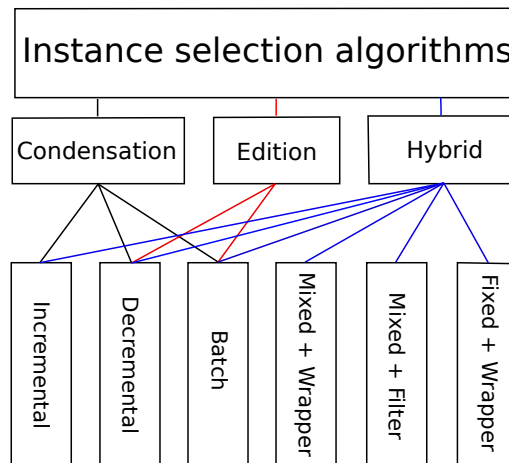 Instance selection algorithms
Condensation
Edition
Hybrid
Incremental
Decremental
Batch
Mixed + Wrapper
Mixed + Filter
Fixed + Wrapper